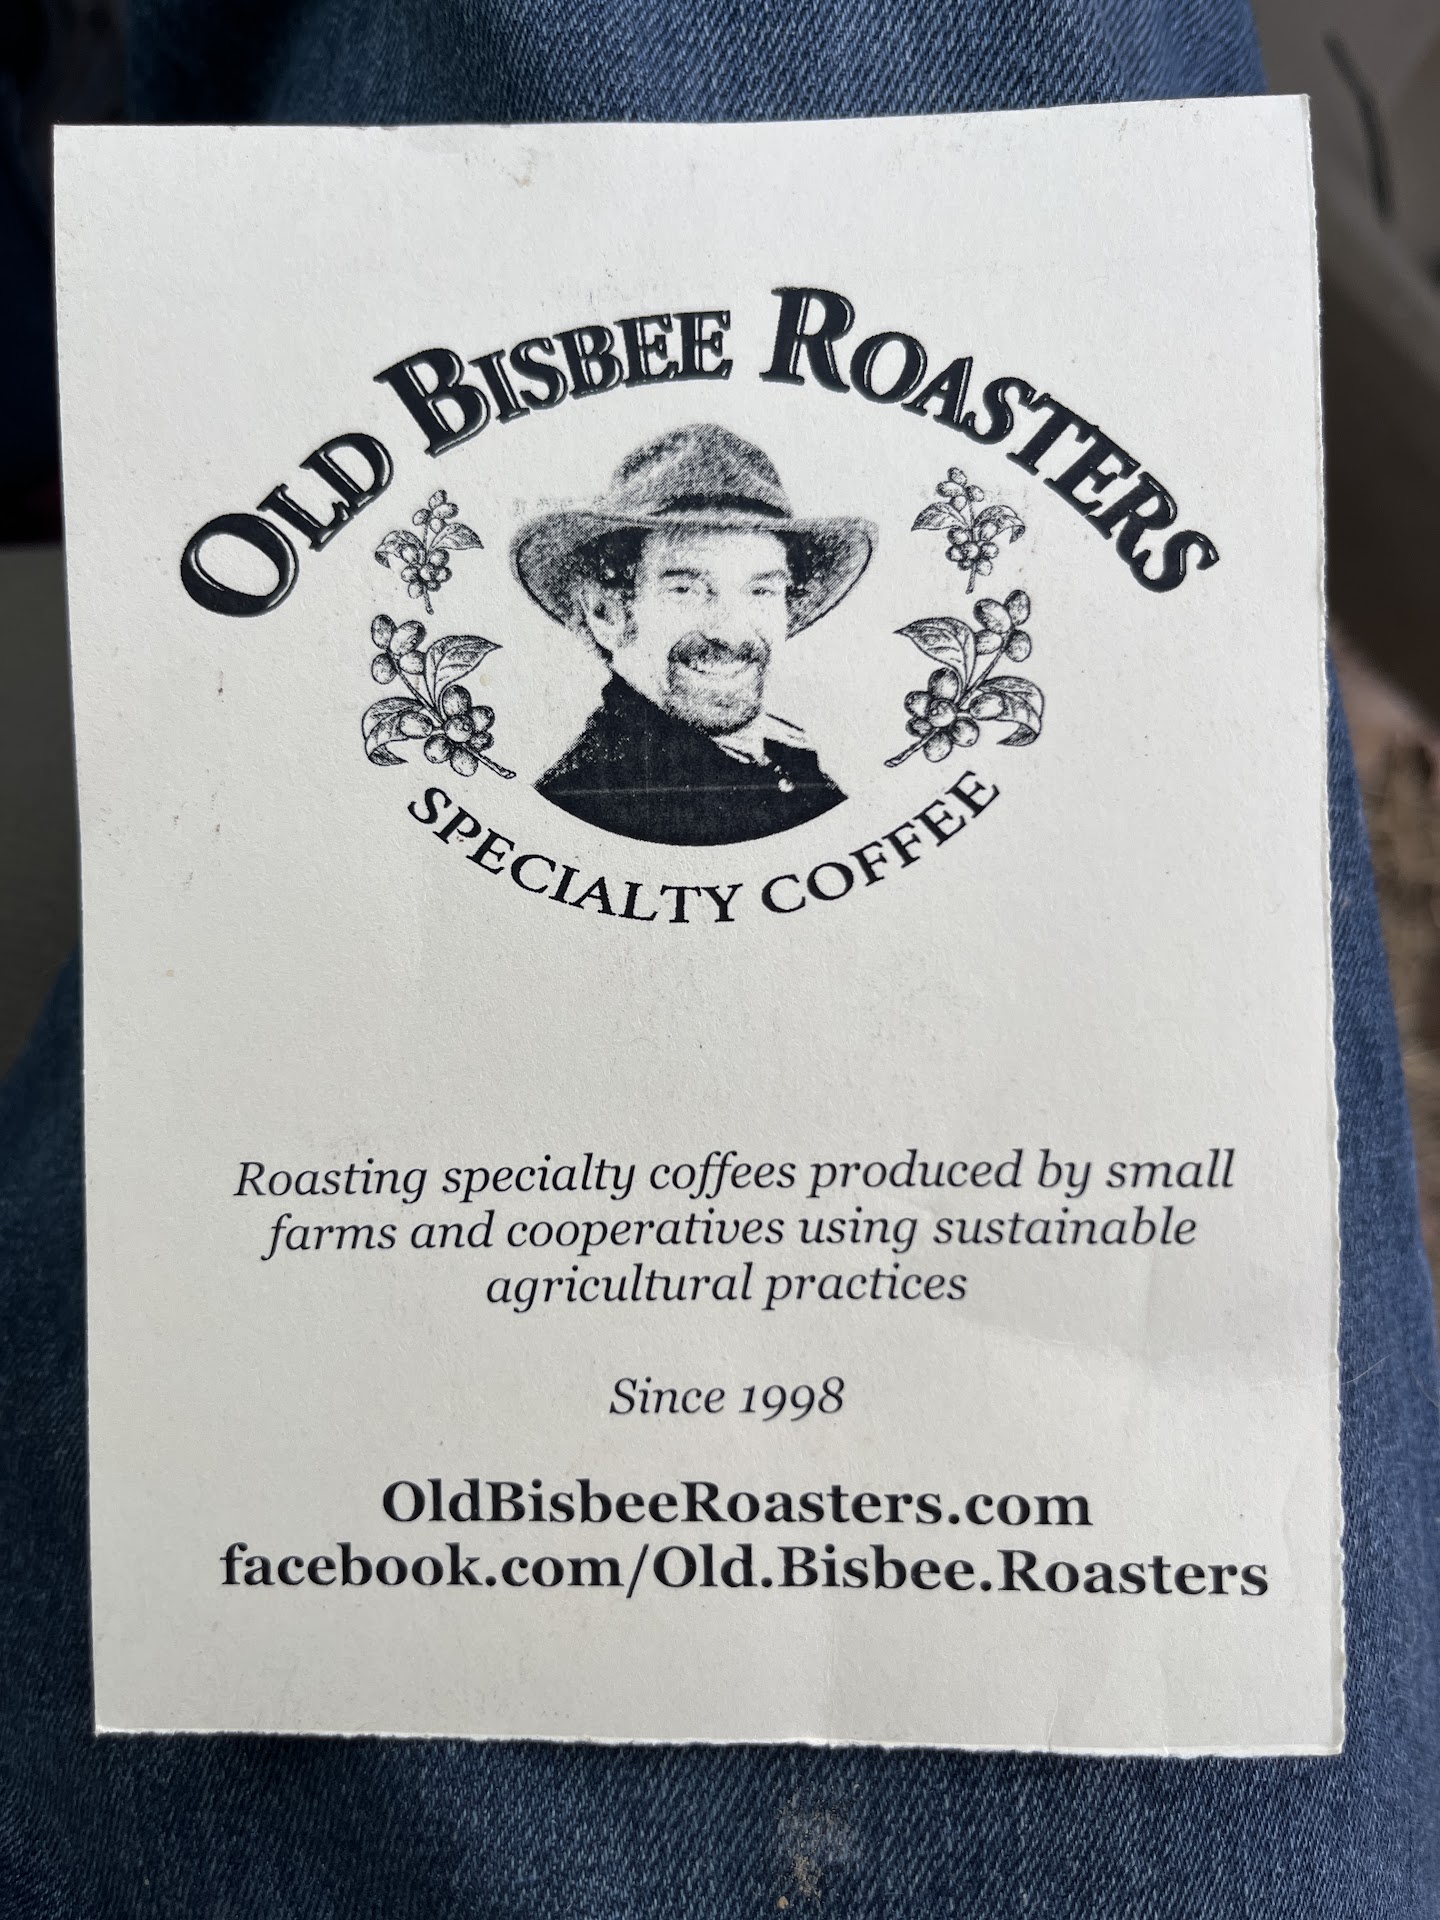 OLD BISBEE ROASTERS
SPECIALTY COFFEE
Roasting specialty coffees produced by small
farms and cooperatives using sustainable
agricultural practices
Since 1998
OldBisbeeRoasters.com
facebook.com/Old.Bisbee.Roasters